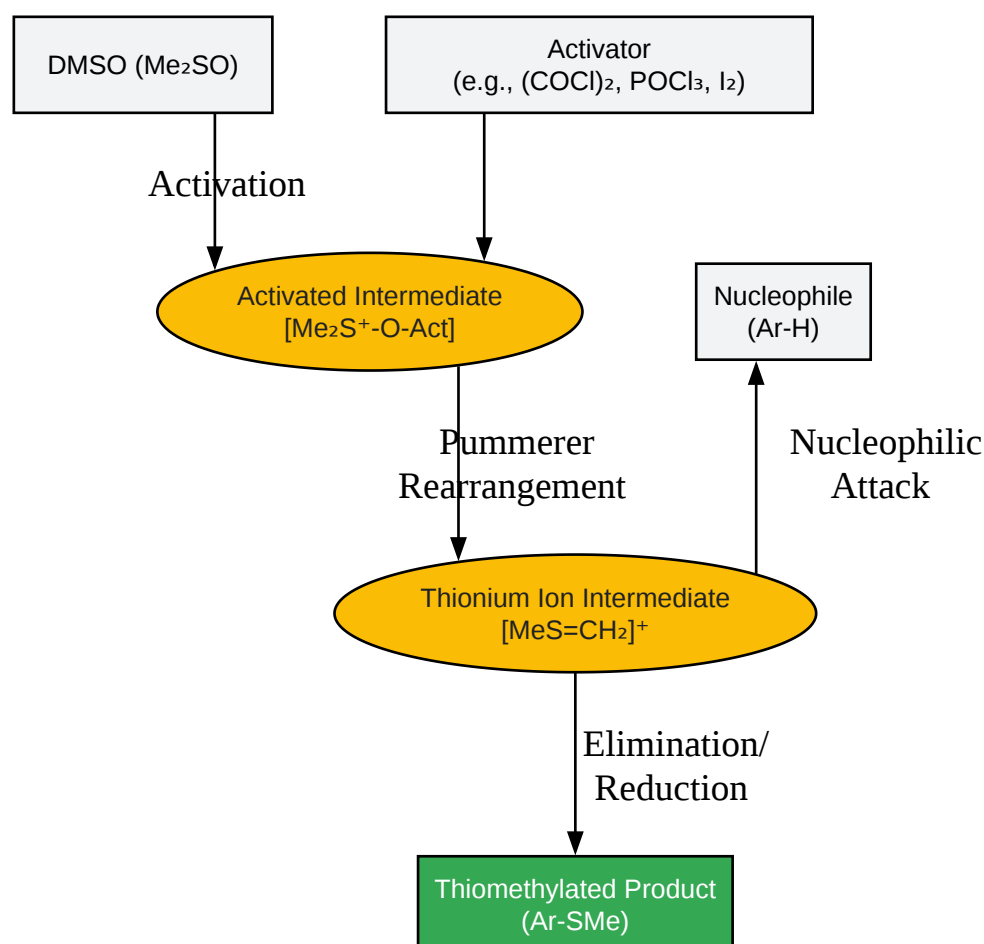 DMSO (Me₂SO)
Activator
(e.g., (COCl)₂, POCl₃, I₂)
Activation
Activated Intermediate
[Me₂S⁺-O-Act]
Nucleophile
(Ar-H)
Pummerer
Rearrangement
Nucleophilic
Attack
Thionium Ion Intermediate
[MeS=CH₂]⁺
Elimination/
Reduction
Thiomethylated Product
(Ar-SMe)